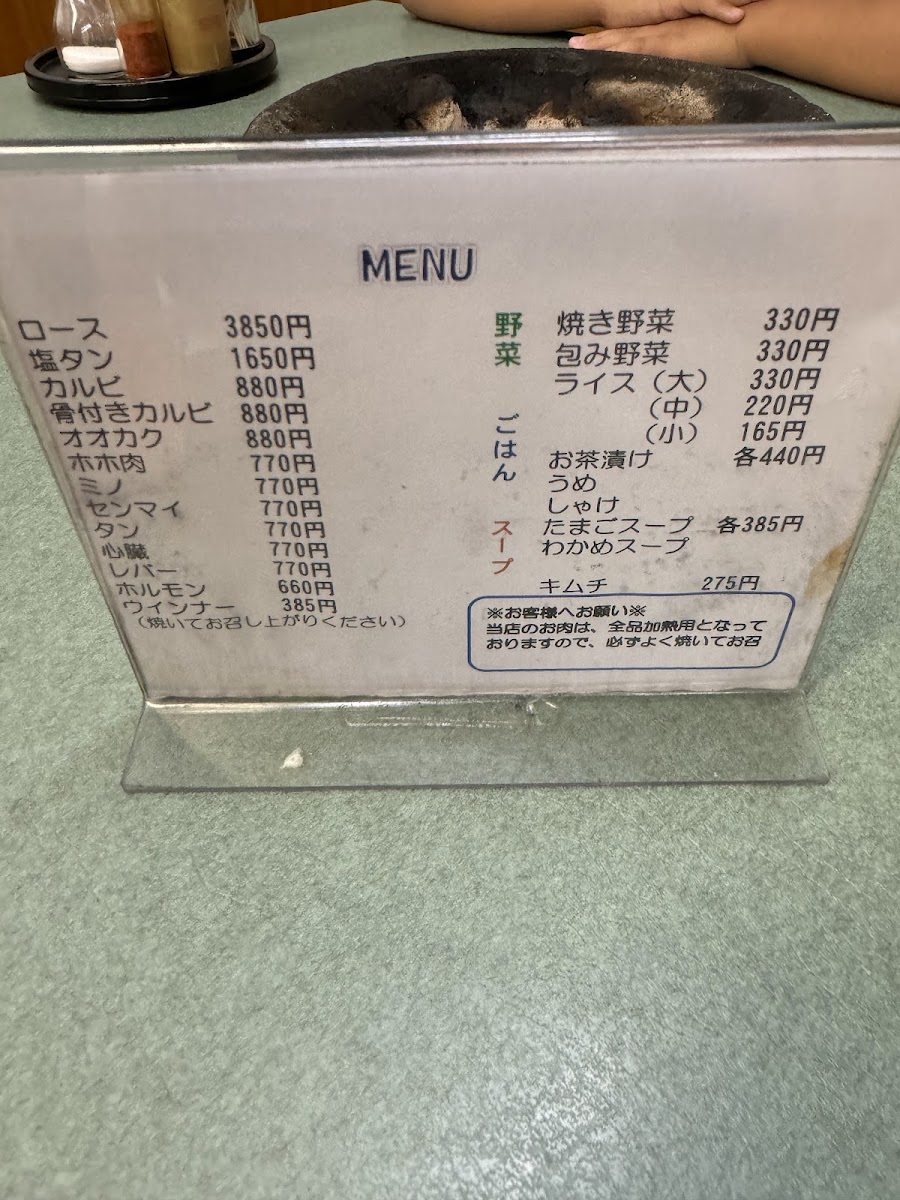 MENU
ロース 3850円
塩タン 1650円
カルビ 880円
骨付きカルビ 880円
オオカク 880円
ホホ肉 770円
ミノ 770円
センマイ 770円
タン 770円
心臓 770円
レバー 770円
ホルモン 660円
ウィンナー 385円
（焼いてお召し上がりください）
野菜
焼き野菜 330円
包み野菜 330円
ごはん
ライス（大） 330円
（中） 220円
（小） 165円
お茶漬け 各440円
うめ
しゃけ
スープ
たまごスープ 各385円
わかめスープ
キムチ 275円
※お客様へお願い※
当店のお肉は、全品加熱用となって
おりますので、必ずよく焼いてお召